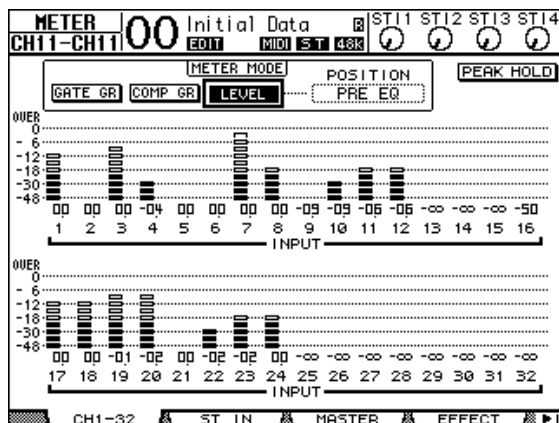 METER 00 Initial Data R ST11 ST12 ST13 ST14
CH11-CH11 EDIT MIDI S T 48K
METER MODE PEAK HOLD
POSITION
GATE GR COMP GR LEVEL PRE EQ
OVER
0
-6
-12
-18
-30
-48
00 00 00 -04 00 00 00 00 -09 -09 -06 -06 -∞ -∞ -∞ -50
1 2 3 4 5 6 7 8 9 10 11 12 13 14 15 16
INPUT
OVER
0
-6
-12
-18
-30
-48
00 00 -01 -02 00 -02 -02 00 -∞ -∞ -∞ -∞ -∞ -∞ -∞ -∞
17 18 19 20 21 22 23 24 25 26 27 28 29 30 31 32
INPUT
CH1-32 ST IN MASTER EFFECT